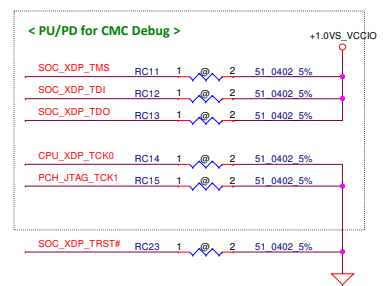 < PU/PD for CMC Debug >
+1.0VS_VCCIO
SOC_XDP_TMS RC11 1 @ 2 51_0402_5%
SOC_XDP_TDI RC12 1 @ 2 51_0402_5%
SOC_XDP_TDO RC13 1 @ 2 51_0402_5%
CPU_XDP_TCK0 RC14 1 @ 2 51_0402_5%
PCH_JTAG_TCK1 RC15 1 @ 2 51_0402_5%
SOC_XDP_TRST# RC23 1 @ 2 51_0402_5%